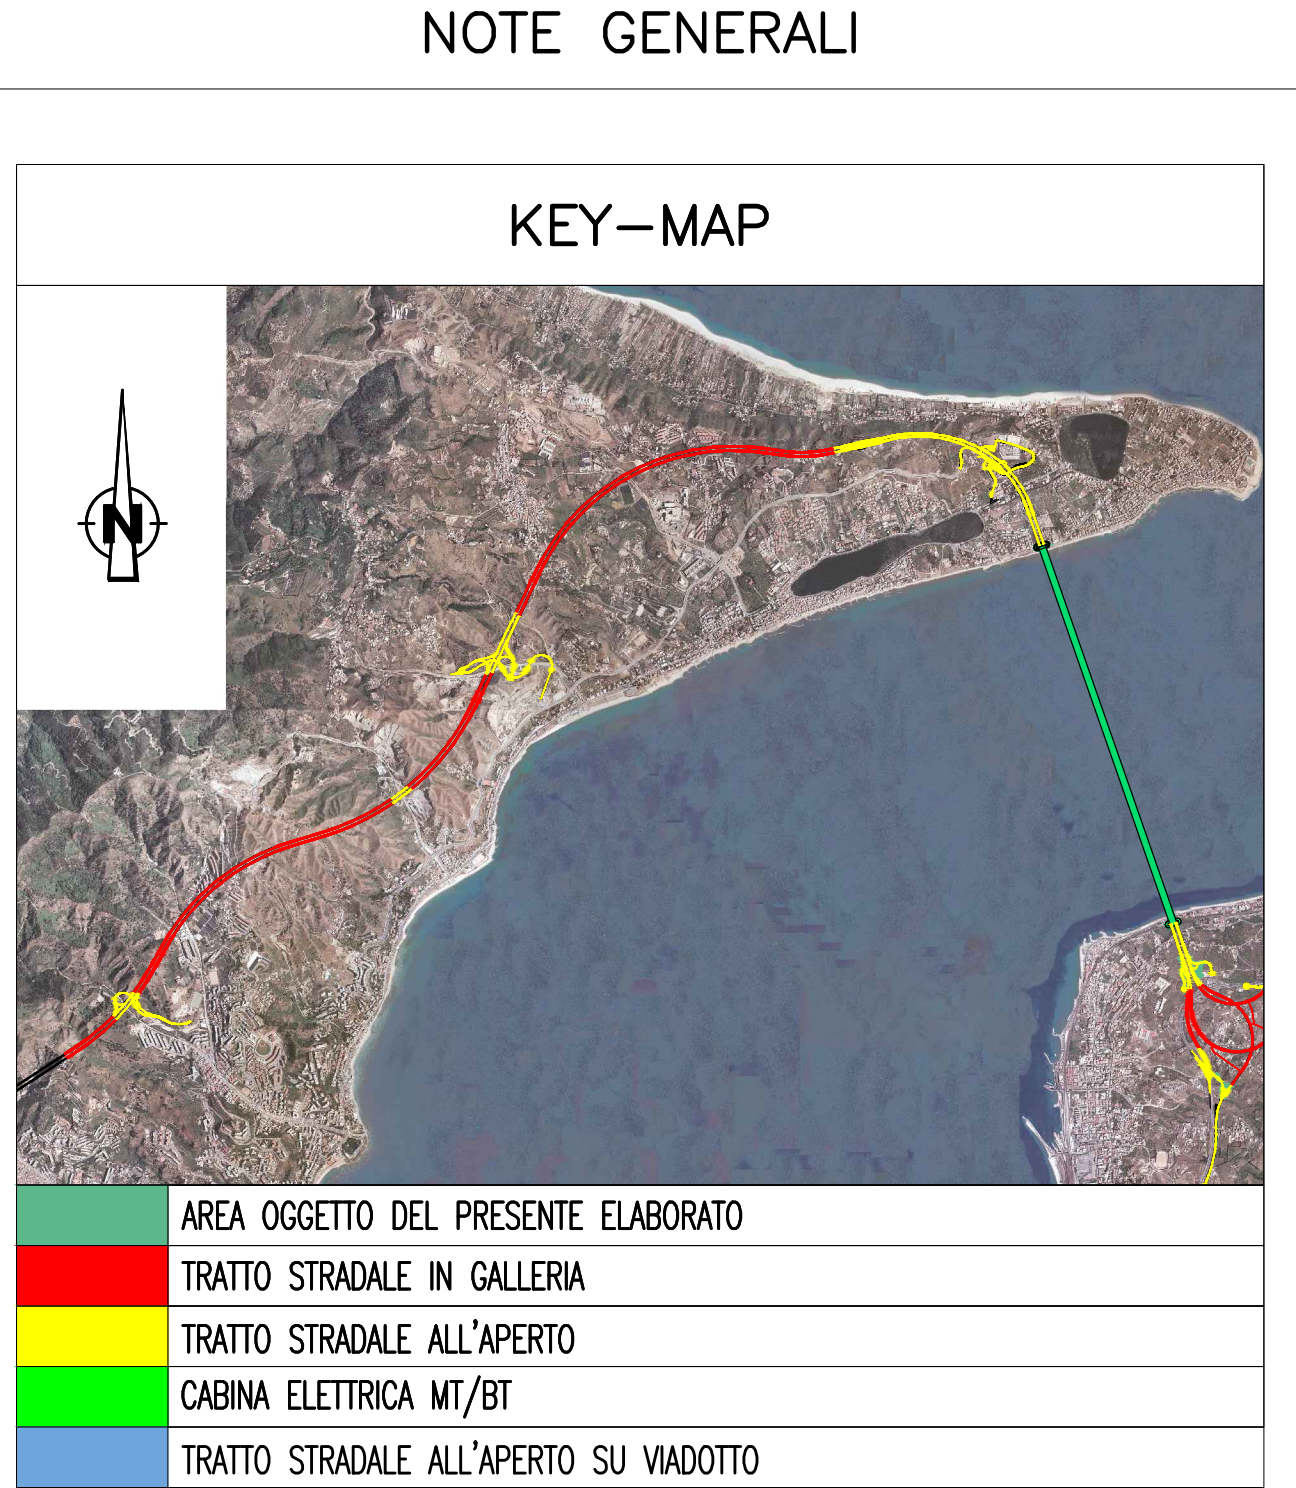 NOTE GENERALI
KEY-MAP
N
AREA OGGETTO DEL PRESENTE ELABORATO
TRATTO STRADALE IN GALLERIA
TRATTO STRADALE ALL'APERTO
CABINA ELETTRICA MT/BT
TRATTO STRADALE ALL'APERTO SU VIADOTTO